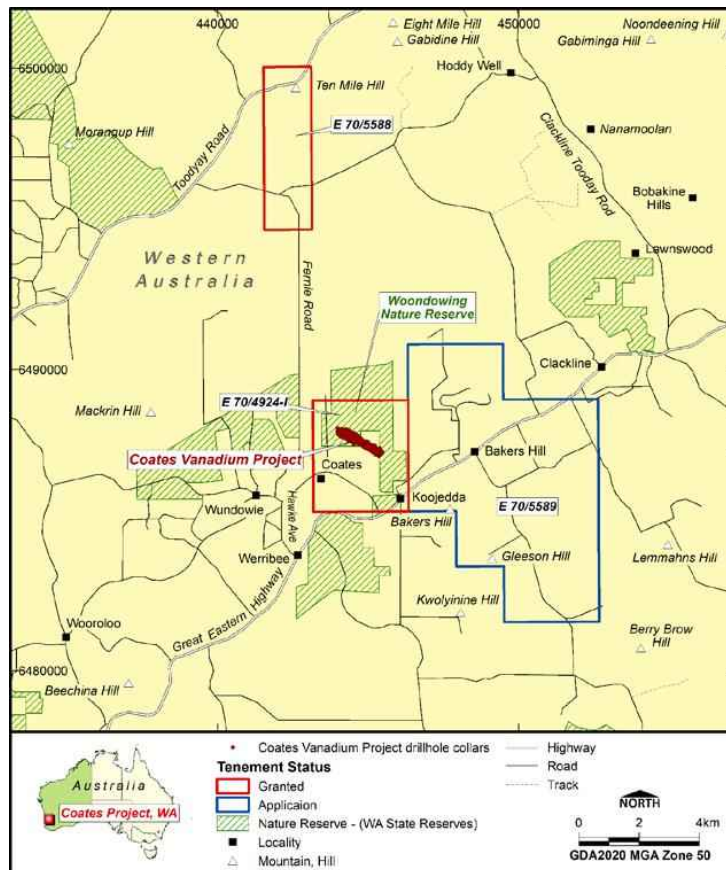 440000
450000
Eight Mile Hill
Gabidine Hill
Noondeening Hill
Gabiminga Hill
6500000
Hoddy Well
Ten Mile Hill
E 70/5588
Morangup Hill
Toodyay Road
Nanamoolan
Clackline Tooday Rod
Bobakine
Hills
Lawnswood
Western
Australia
Fernie Road
Woondowing
Nature Reserve
6490000
Clackline
E 70/4924-I
Mackrin Hill
Coates Vanadium Project
Coates
Bakers Hill
Wundowie
Hawke Ave
Koojedda
E 70/5589
Bakers Hill
Werribee
Gleeson Hill
Lemmahns Hill
Great Eastern Highway
Kwolyinine Hill
Wooroloo
Berry Brow
Hill
6480000
Beechina Hill
Australia
Coates Project, WA
Coates Vanadium Project drillhole collars
Tenement Status
Granted
Applicaion
Nature Reserve - (WA State Reserves)
Locality
Mountain, Hill
Highway
Road
Track
NORTH
0 2 4km
GDA2020 MGA Zone 50